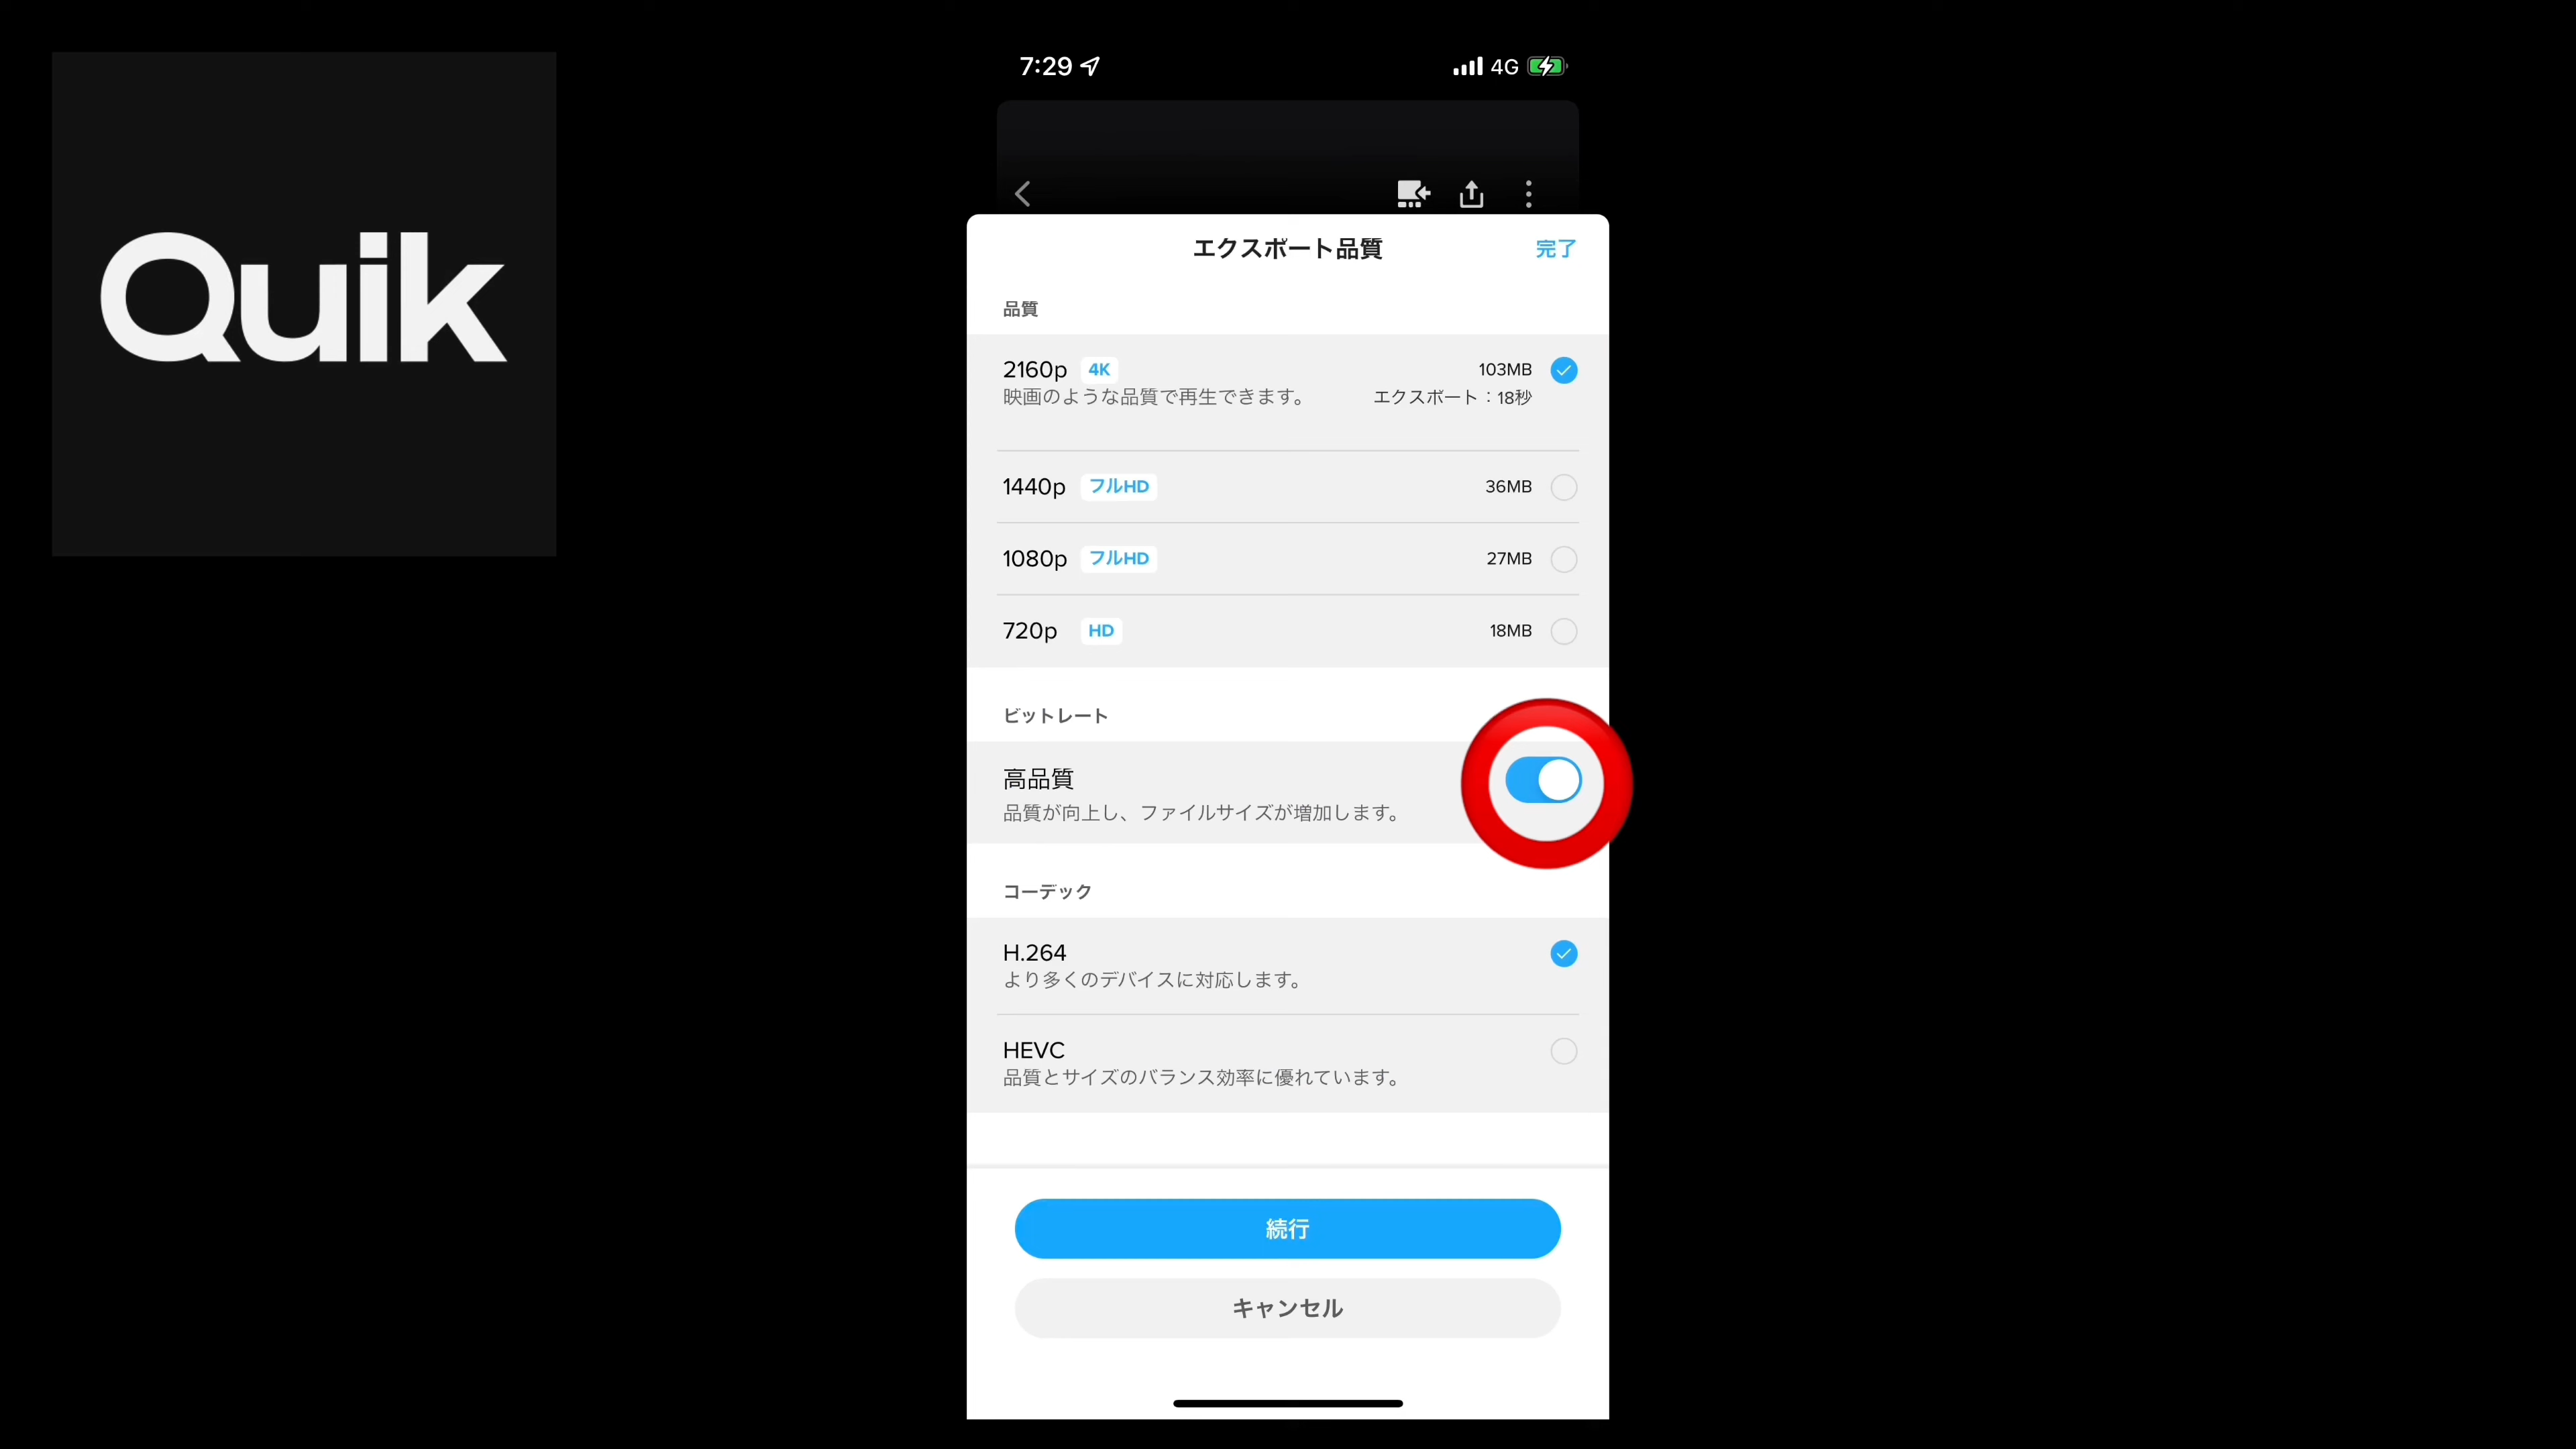 Quik
7:29
4G
エクスポート品質
完了
品質
2160p 4K 103MB
映画のような品質で再生できます。 エクスポート：18秒
1440p フルHD 36MB
1080p フルHD 27MB
720p HD 18MB
ビットレート
高品質
品質が向上し、ファイルサイズが増加します。
コーデック
H.264
より多くのデバイスに対応します。
HEVC
品質とサイズのバランス効率に優れています。
続行
キャンセル